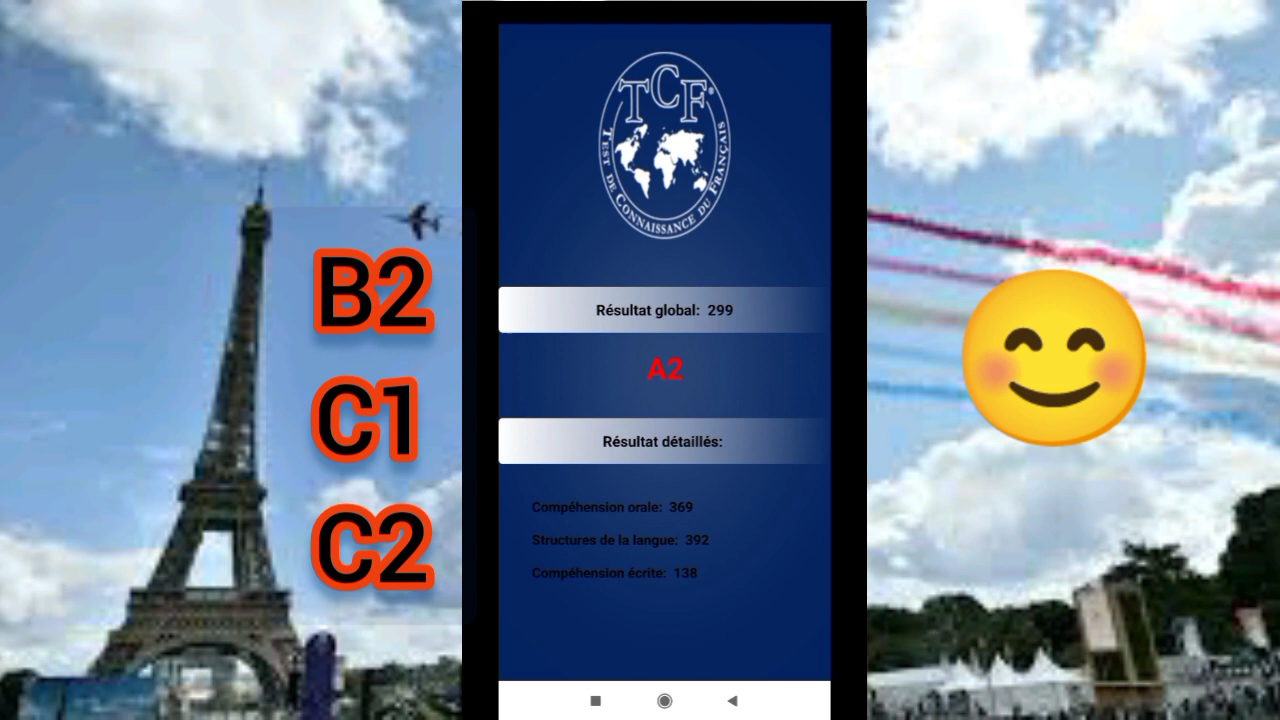 B2
C1
C2
TCF®
TEST DE CONNAISSANCE DU FRANÇAIS
Résultat global: 299
A2
Résultat détaillés:
Compéhension orale: 369
Structures de la langue: 392
Compéhension écrite: 138